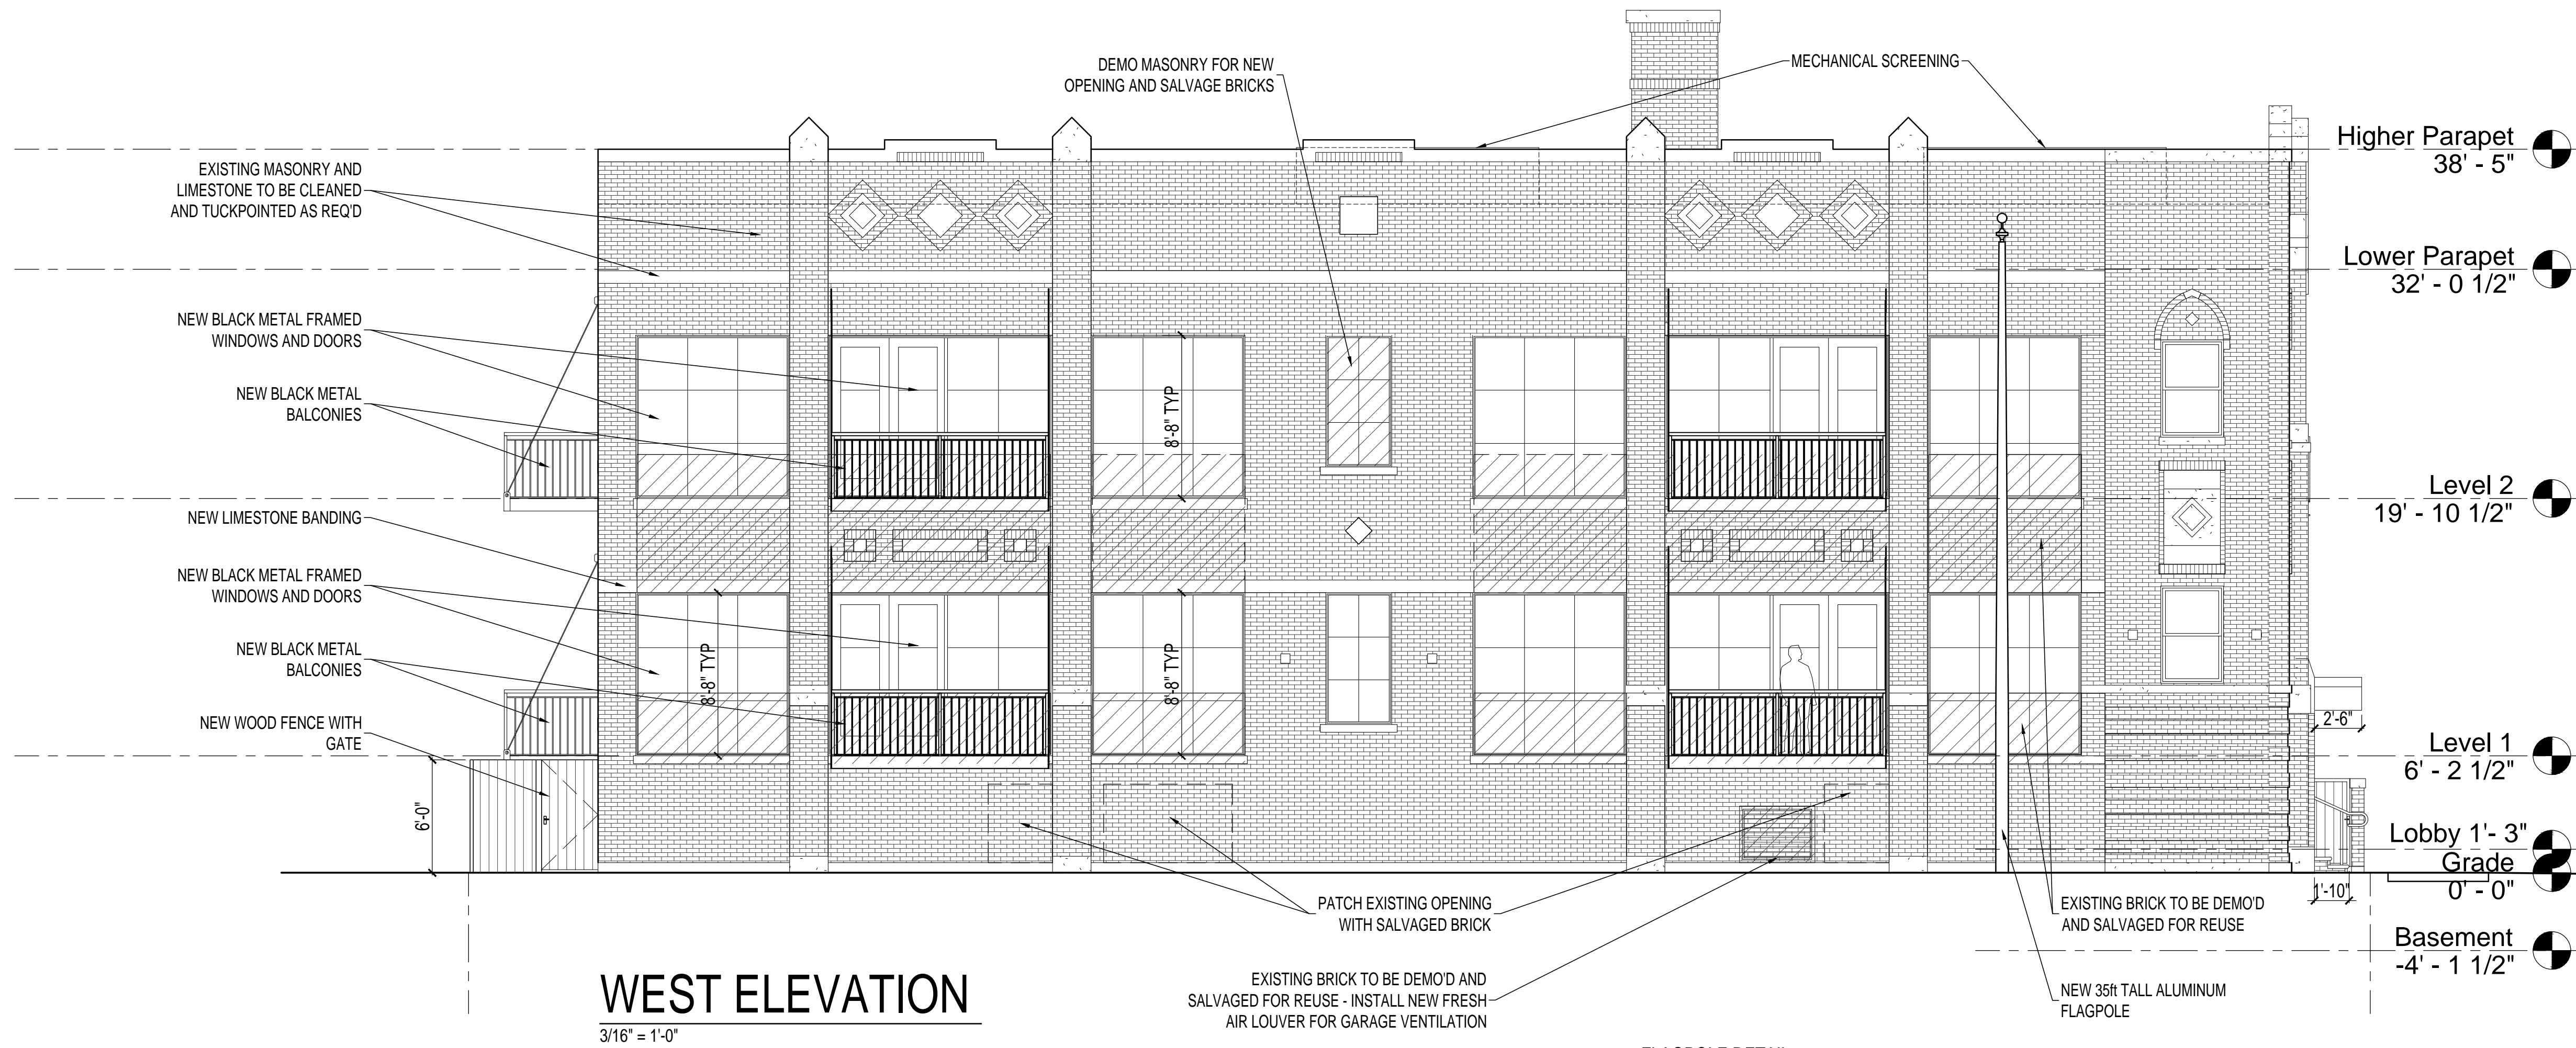 DEMO MASONRY FOR NEW
OPENING AND SALVAGE BRICKS
MECHANICAL SCREENING
EXISTING MASONRY AND
LIMESTONE TO BE CLEANED
AND TUCKPOINTED AS REQ'D
NEW BLACK METAL FRAMED
WINDOWS AND DOORS
NEW BLACK METAL
BALCONIES
NEW LIMESTONE BANDING
NEW BLACK METAL FRAMED
WINDOWS AND DOORS
NEW BLACK METAL
BALCONIES
NEW WOOD FENCE WITH
GATE
6'-0"
8'-8" TYP
8'-8" TYP
8'-8" TYP
Higher Parapet
38' - 5"
Lower Parapet
32' - 0 1/2"
Level 2
19' - 10 1/2"
2'-6"
Level 1
6' - 2 1/2"
Lobby 1'- 3"
Grade
0' - 0"
1'-10"
Basement
-4' - 1 1/2"
PATCH EXISTING OPENING
WITH SALVAGED BRICK
EXISTING BRICK TO BE DEMO'D
AND SALVAGED FOR REUSE
EXISTING BRICK TO BE DEMO'D AND
SALVAGED FOR REUSE - INSTALL NEW FRESH
AIR LOUVER FOR GARAGE VENTILATION
NEW 35ft TALL ALUMINUM
FLAGPOLE
WEST ELEVATION
3/16" = 1'-0"